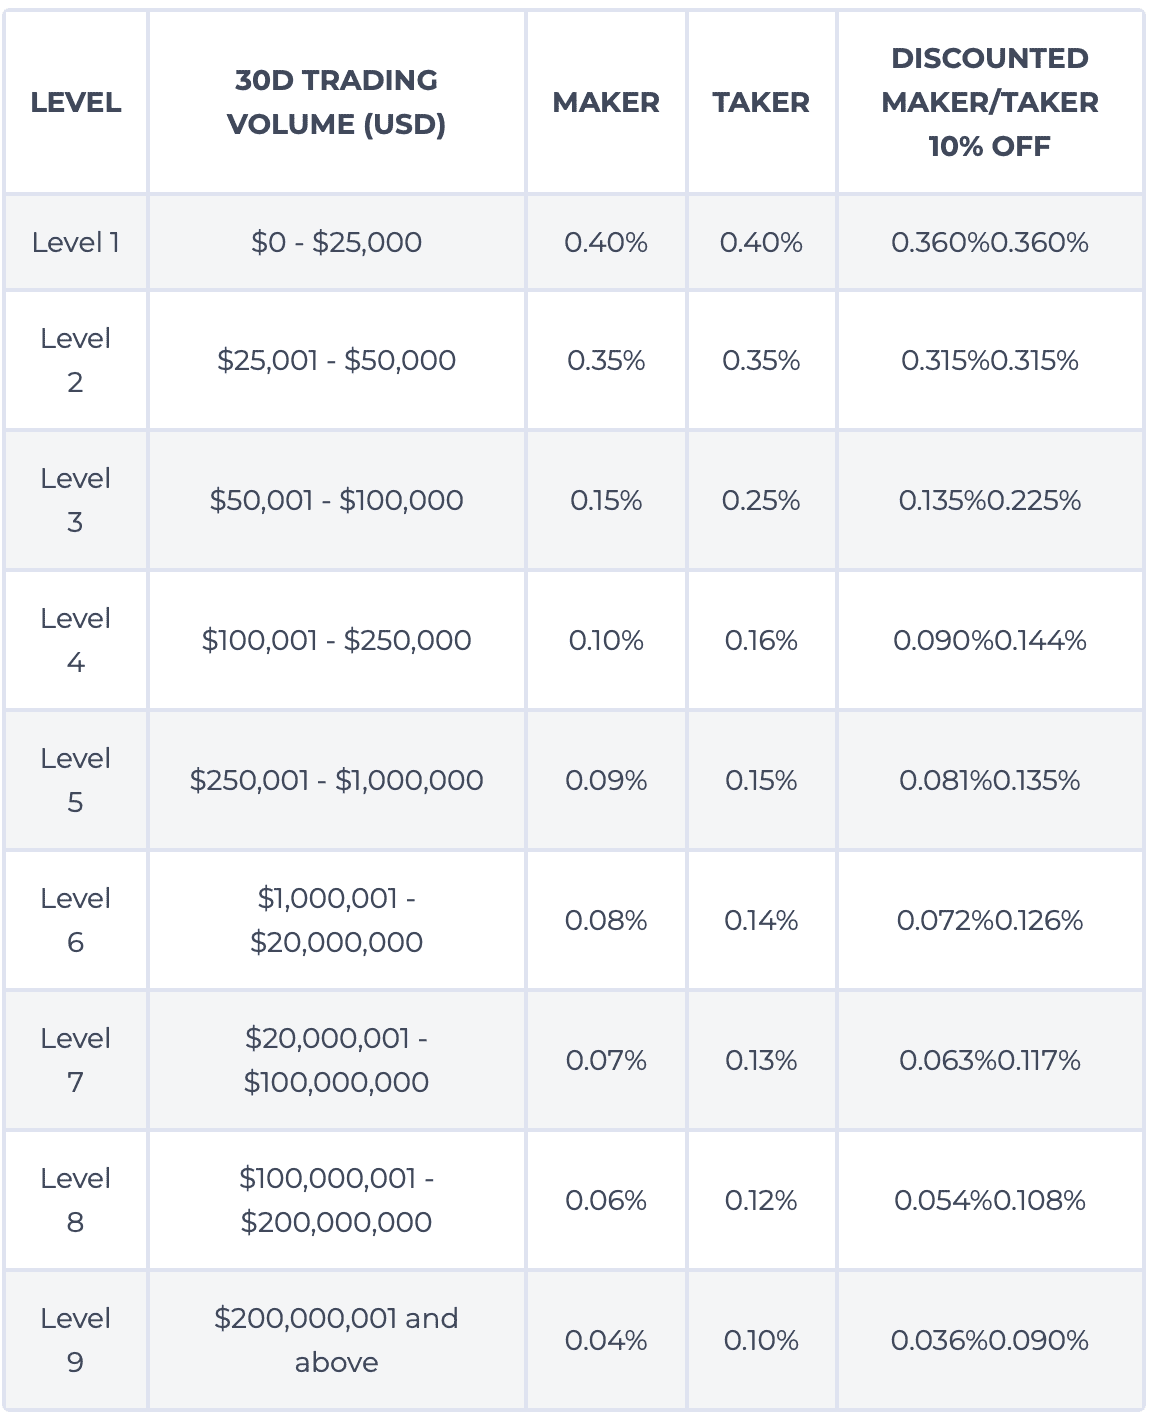 LEVEL
30D TRADING
VOLUME (USD)
MAKER
TAKER
DISCOUNTED
MAKER/TAKER
10% OFF
Level 1
$0 - $25,000
0.40%
0.40%
0.360%0.360%
Level
2
$25,001 - $50,000
0.35%
0.35%
0.315%0.315%
Level
3
$50,001 - $100,000
0.15%
0.25%
0.135%0.225%
Level
4
$100,001 - $250,000
0.10%
0.16%
0.090%0.144%
Level
5
$250,001 - $1,000,000
0.09%
0.15%
0.081%0.135%
Level
6
$1,000,001 -
$20,000,000
0.08%
0.14%
0.072%0.126%
Level
7
$20,000,001 -
$100,000,000
0.07%
0.13%
0.063%0.117%
Level
8
$100,000,001 -
$200,000,000
0.06%
0.12%
0.054%0.108%
Level
9
$200,000,001 and
above
0.04%
0.10%
0.036%0.090%